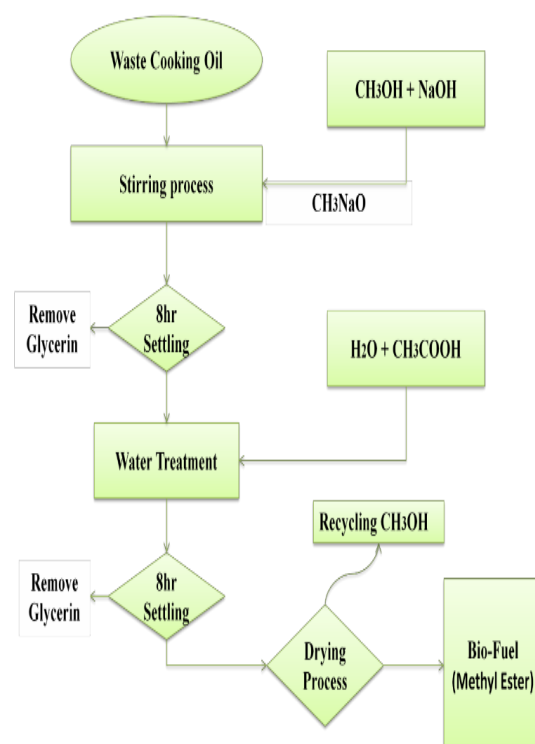 Waste Cooking Oil
CH3OH + NaOH
Stirring process
CH3NaO
Remove
Glycerin
8hr
Settling
H2O + CH3COOH
Water Treatment
Recycling CH3OH
Remove
Glycerin
8hr
Settling
Drying
Process
Bio-Fuel
(Methyl Ester)